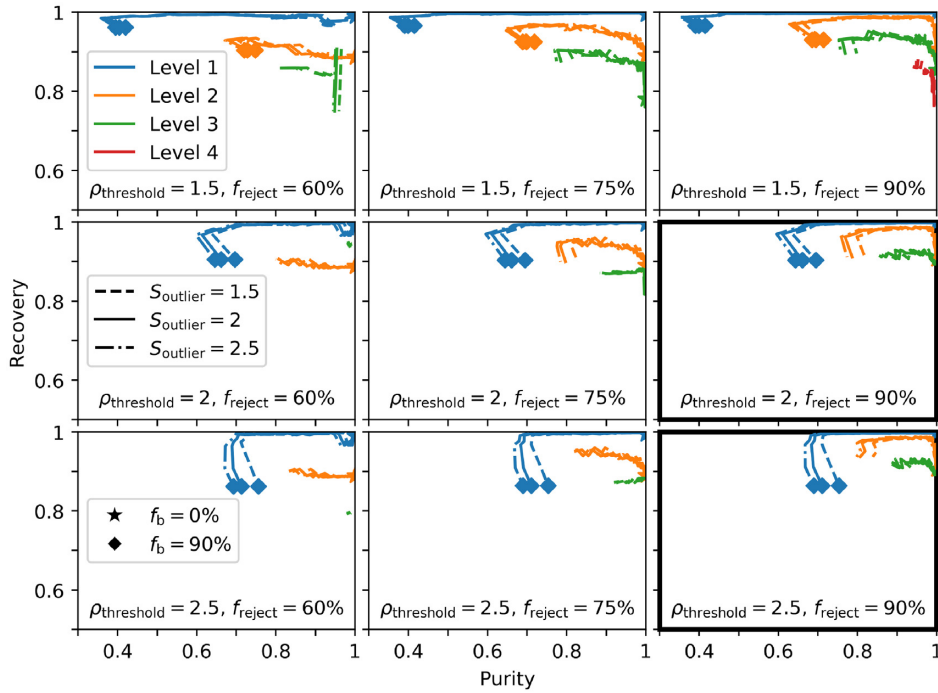 1
0.8
0.6
Level 1
Level 2
Level 3
Level 4
ρthreshold = 1.5, freject = 60%
ρthreshold = 1.5, freject = 75%
ρthreshold = 1.5, freject = 90%
Recovery
1
0.8
0.6
Soutlier = 1.5
Soutlier = 2
Soutlier = 2.5
ρthreshold = 2, freject = 60%
ρthreshold = 2, freject = 75%
ρthreshold = 2, freject = 90%
1
0.8
0.6
fb = 0%
fb = 90%
ρthreshold = 2.5, freject = 60%
ρthreshold = 2.5, freject = 75%
ρthreshold = 2.5, freject = 90%
0.4 0.6 0.8 1 0.4 0.6 0.8 1 0.4 0.6 0.8 1
Purity